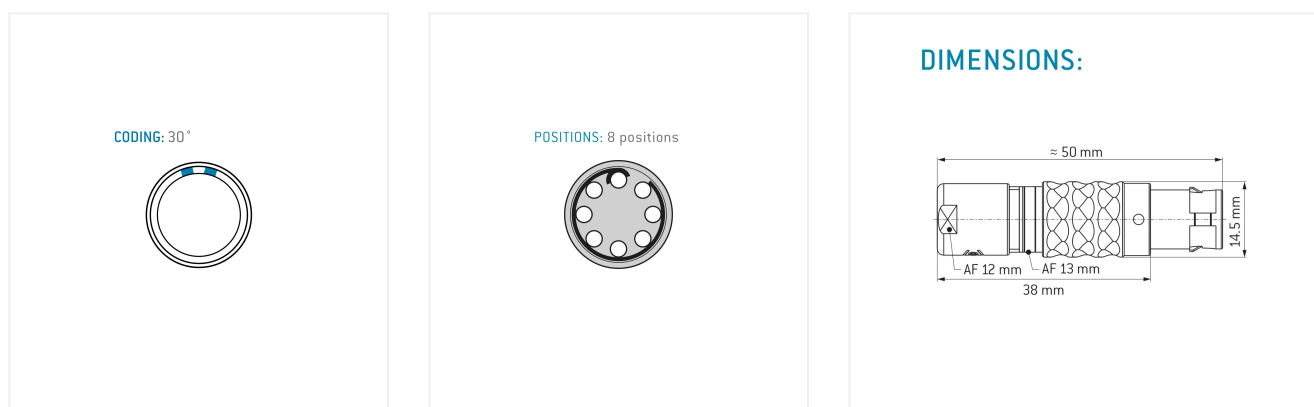 CODING: 30°
POSITIONS: 8 positions
DIMENSIONS:
≈ 50 mm
14.5 mm
AF 12 mm
AF 13 mm
38 mm